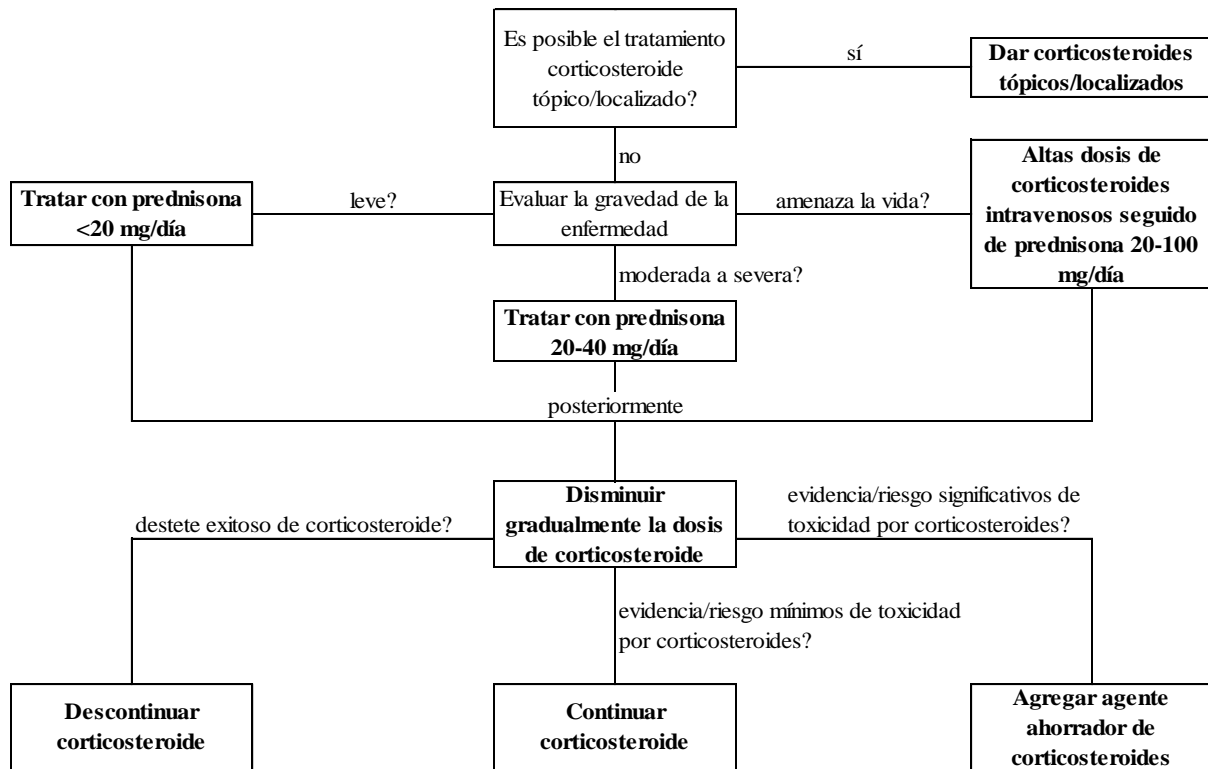 Es posible el tratamiento
corticosteroide
tópico/localizado?
sí
Dar corticosteroides
tópicos/localizados
no
Tratar con prednisona
<20 mg/día
leve?
Evaluar la gravedad de la
enfermedad
amenaza la vida?
Altas dosis de
corticosteroides
intravenosos seguido
de prednisona 20-100
mg/día
moderada a severa?
Tratar con prednisona
20-40 mg/día
posteriormente
destete exitoso de corticosteroide?
Disminuir
gradualmente la dosis
de corticosteroide
evidencia/riesgo significativos de
toxicidad por corticosteroides?
evidencia/riesgo mínimos de toxicidad
por corticosteroides?
Descontinuar
corticosteroide
Continuar
corticosteroide
Agregar agente
ahorrador de
corticosteroides